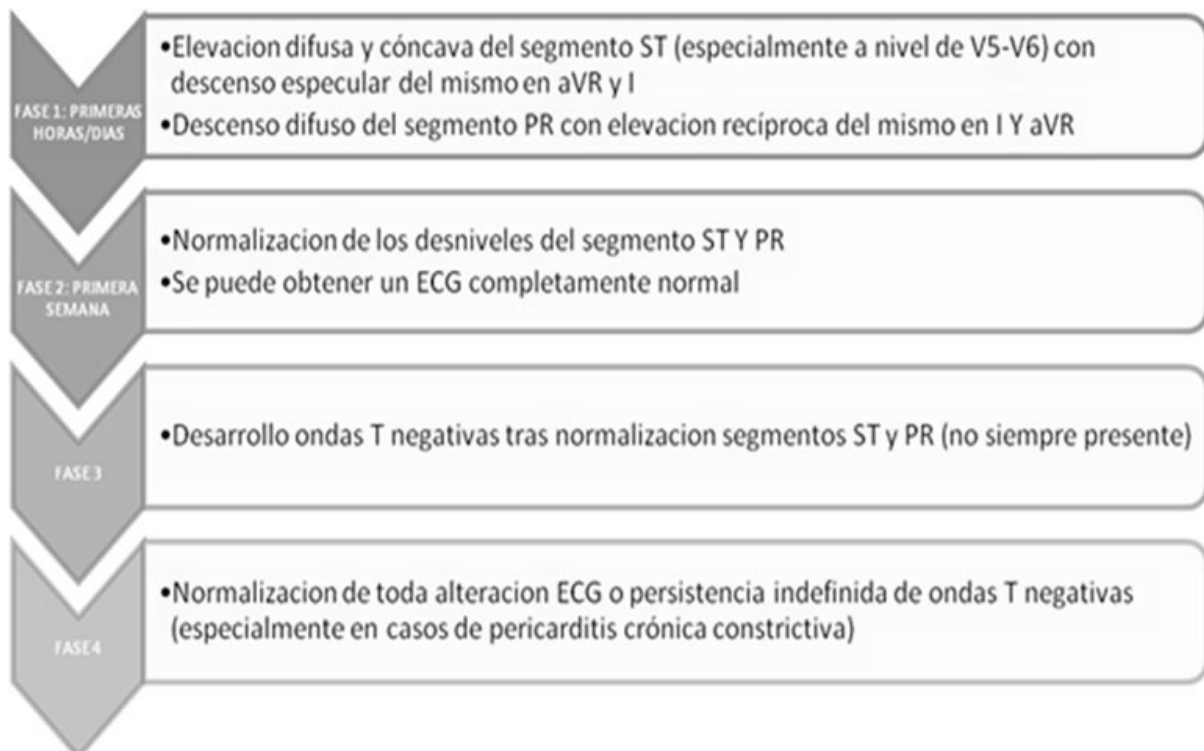 •Elevacion difusa y cóncava del segmento ST (especialmente a nivel de V5-V6) con
descenso especular del mismo en aVR y I
FASE 1: PRIMERAS
HORAS/DIAS
•Descenso difuso del segmento PR con elevacion recíproca del mismo en I Y aVR
FASE 2: PRIMERA
SEMANA
•Normalizacion de los desniveles del segmento ST Y PR
•Se puede obtener un ECG completamente normal
FASE 3
•Desarrollo ondas T negativas tras normalizacion segmentos ST y PR (no siempre presente)
FASE 4
•Normalizacion de toda alteracion ECG o persistencia indefinida de ondas T negativas
(especialmente en casos de pericarditis crónica constrictiva)